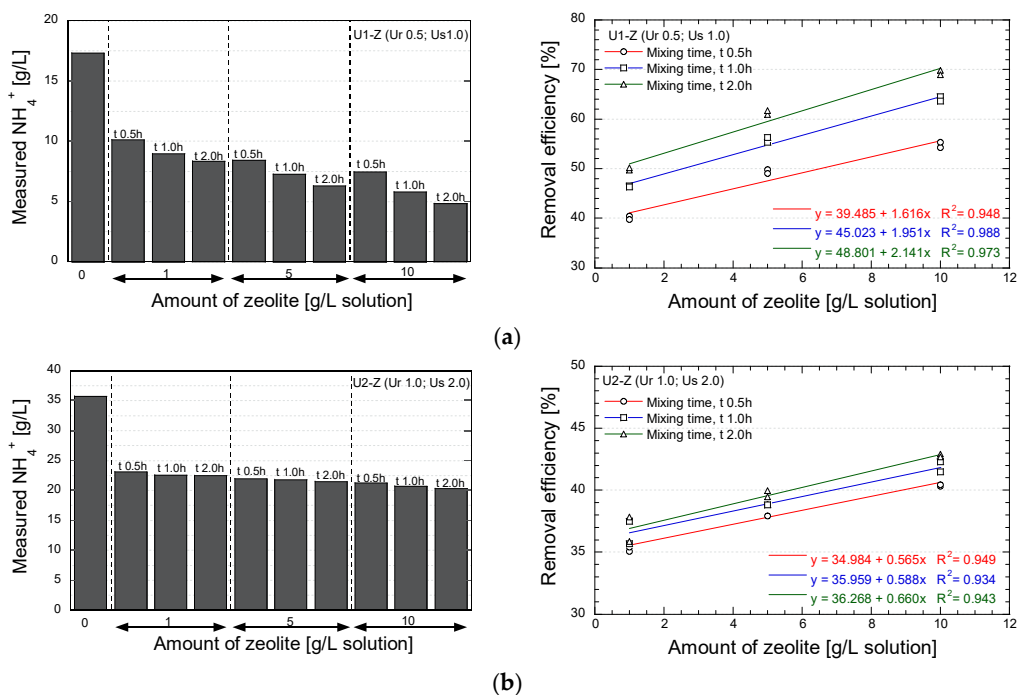 U1-Z (Ur 0.5; Us1.0)
Measured NH4+ [g/L]
20
15
10
5
0
t 0.5h
t 1.0h
t 2.0h
t 0.5h
t 1.0h
t 2.0h
t 0.5h
t 1.0h
t 2.0h
0 1 5 10
Amount of zeolite [g/L solution]
U1-Z (Ur 0.5; Us 1.0)
Mixing time, t 0.5h
Mixing time, t 1.0h
Mixing time, t 2.0h
Removal efficiency [%]
80
70
60
50
40
30
y = 39.485 + 1.616x R2= 0.948
y = 45.023 + 1.951x R2= 0.988
y = 48.801 + 2.141x R2= 0.973
0 2 4 6 8 10 12
Amount of zeolite [g/L solution]
(a)
U2-Z (Ur 1.0; Us 2.0)
Measured NH4+ [g/L]
40
35
30
25
20
15
10
5
0
t 0.5h
t 1.0h
t 2.0h
t 0.5h
t 1.0h
t 2.0h
t 0.5h
t 1.0h
t 2.0h
0 1 5 10
Amount of zeolite [g/L solution]
U2-Z (Ur 1.0; Us 2.0)
Mixing time, t 0.5h
Mixing time, t 1.0h
Mixing time, t 2.0h
Removal efficiency [%]
50
45
40
35
30
y = 34.984 + 0.565x R2= 0.949
y = 35.959 + 0.588x R2= 0.934
y = 36.268 + 0.660x R2= 0.943
0 2 4 6 8 10 12
Amount of zeolite [g/L solution]
(b)